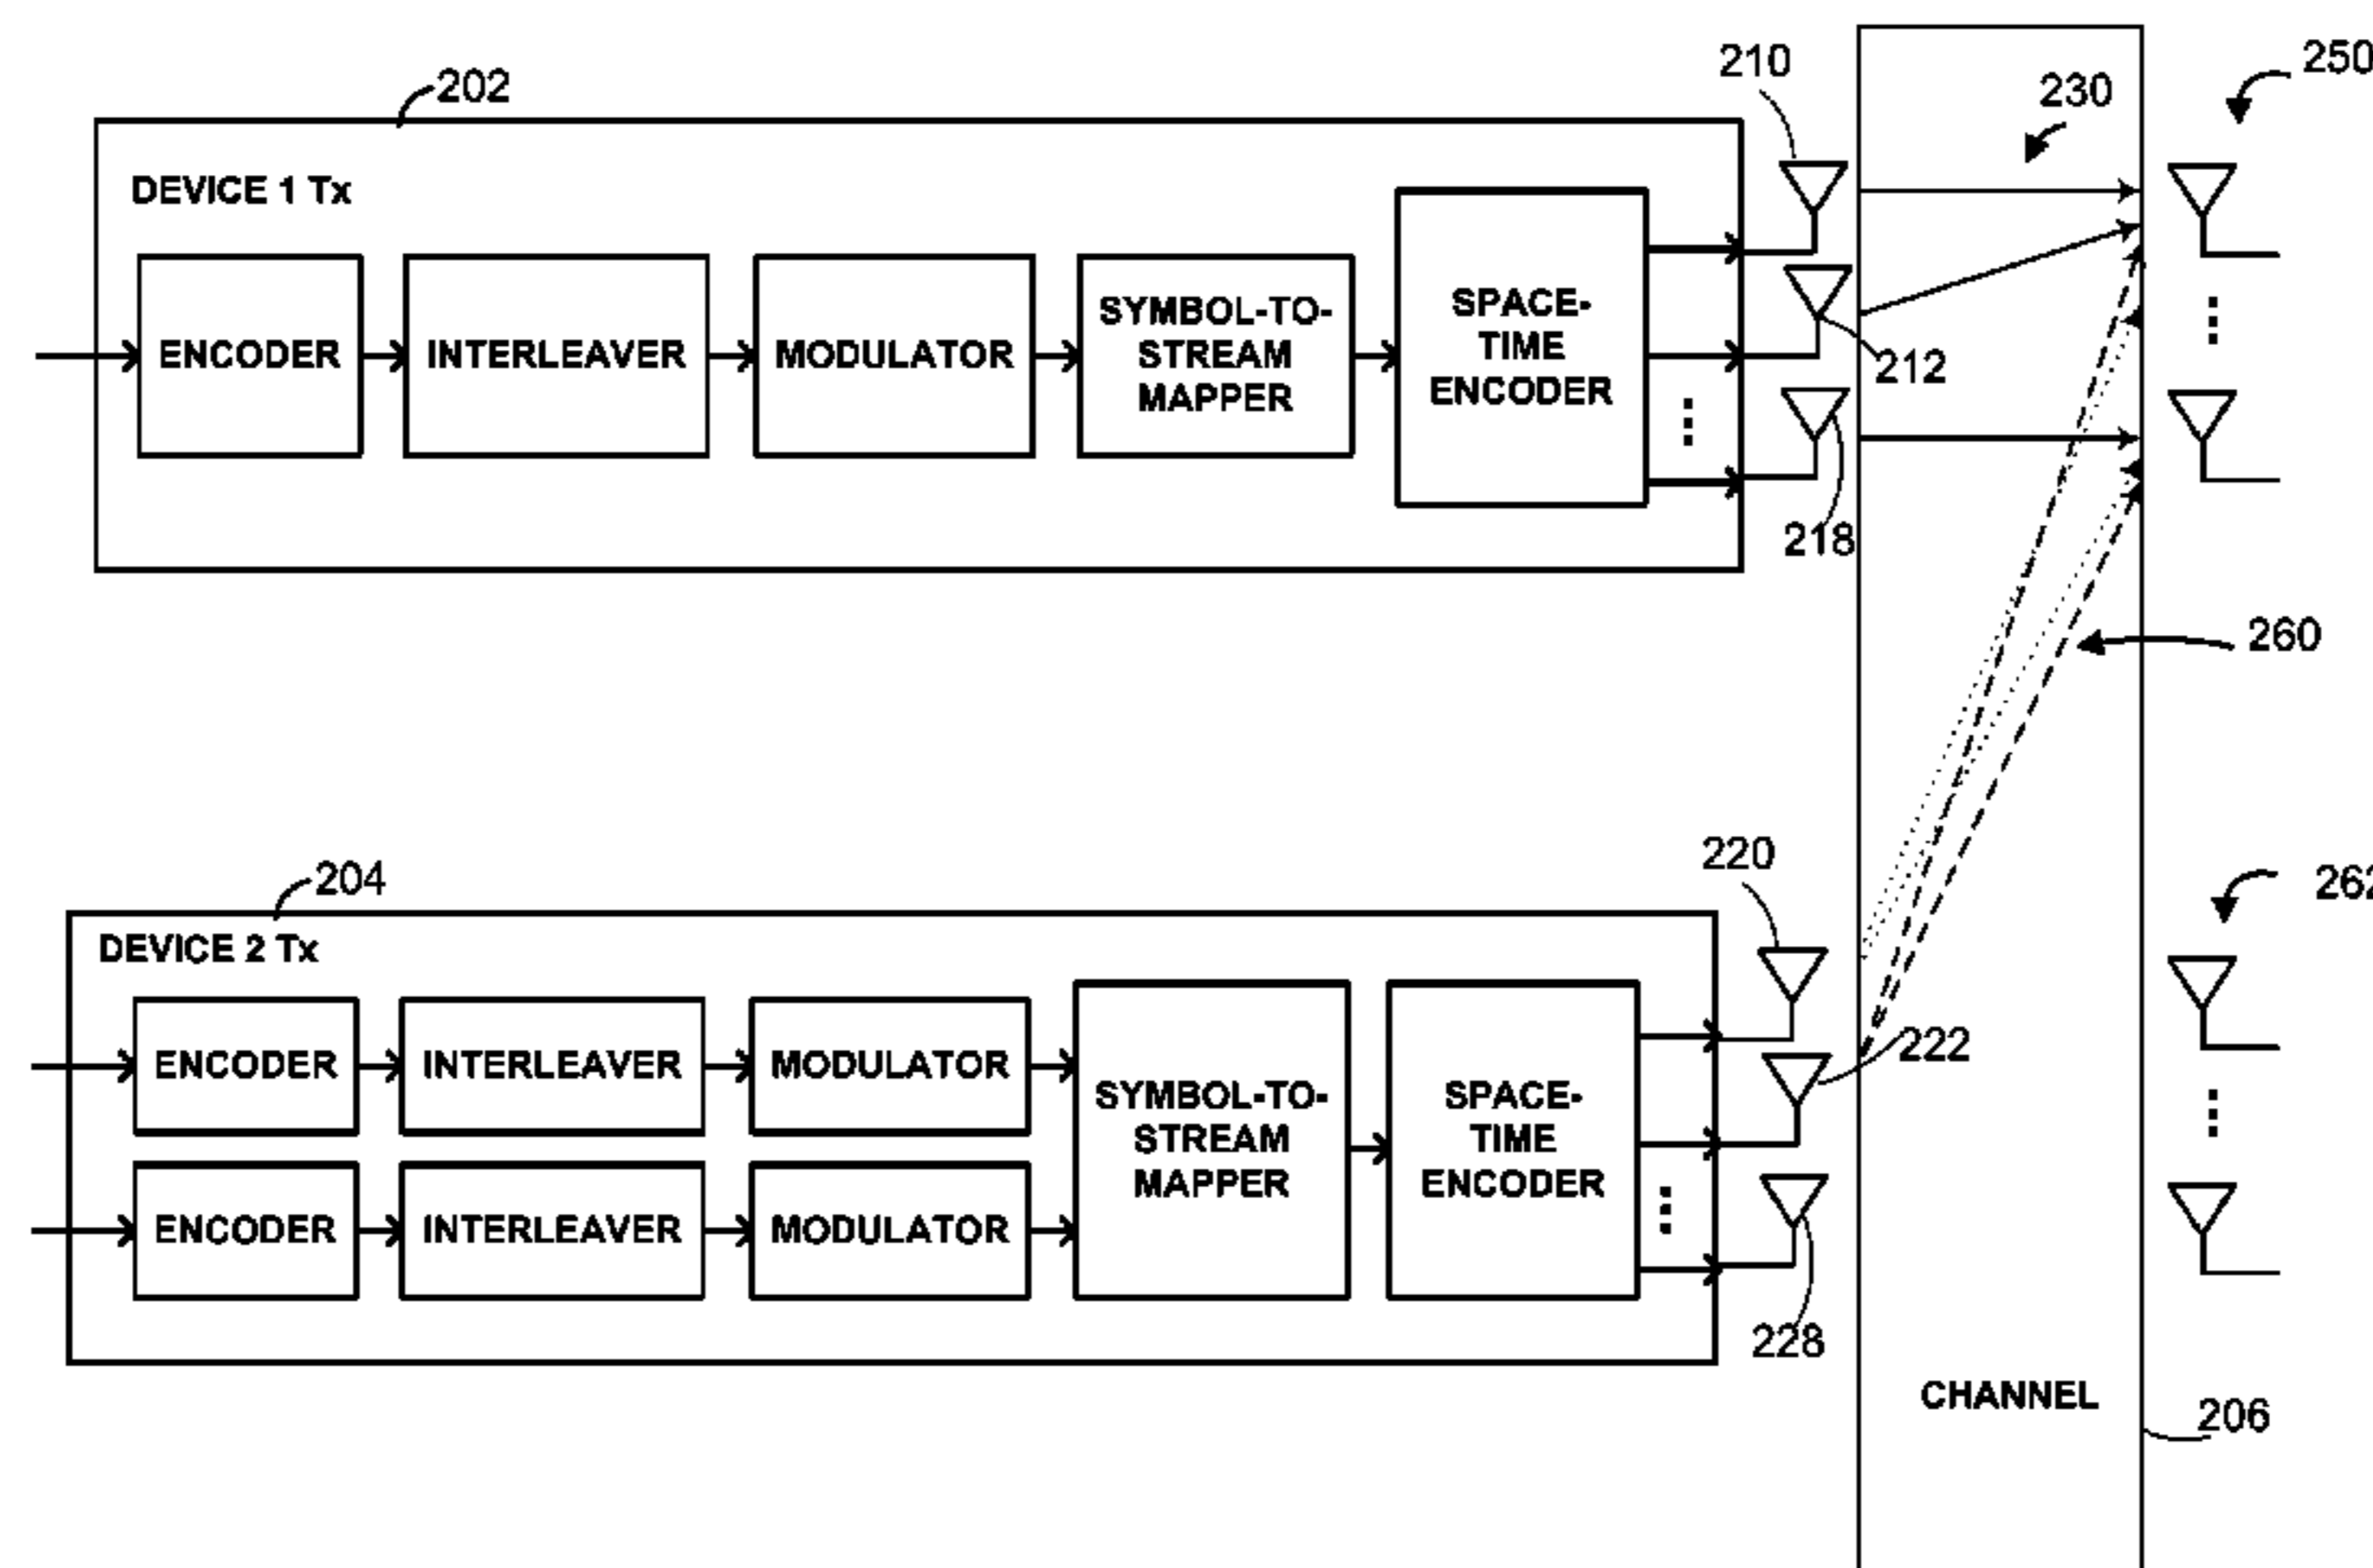 210
250
230
202
DEVICE 1 Tx
ENCODER
INTERLEAVER
MODULATOR
SYMBOL-TO-
STREAM
MAPPER
SPACE-
TIME
ENCODER
212
218
260
204
220
262
DEVICE 2 Tx
ENCODER
INTERLEAVER
MODULATOR
ENCODER
INTERLEAVER
MODULATOR
SYMBOL-TO-
STREAM
MAPPER
SPACE-
TIME
ENCODER
222
228
CHANNEL
206